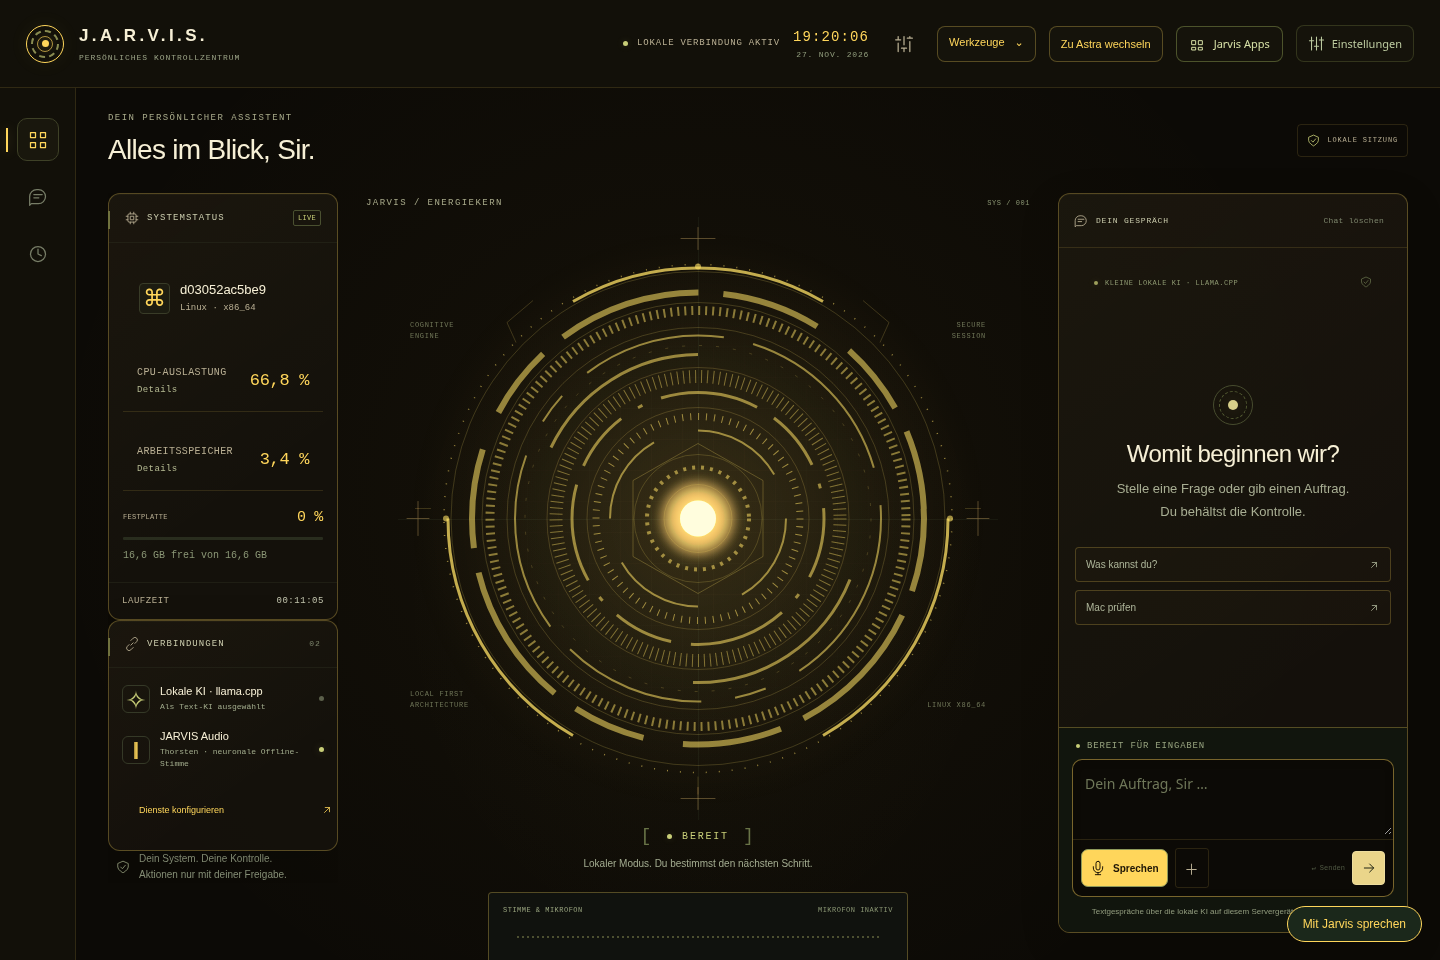 J.A.R.V.I.S.
PERSÖNLICHES KONTROLLZENTRUM
LOKALE VERBINDUNG AKTIV
19:20:06
27. NOV. 2026
Werkzeuge
Zu Astra wechseln
Jarvis Apps
Einstellungen
DEIN PERSÖNLICHER ASSISTENT
Alles im Blick, Sir.
LOKALE SITZUNG
SYSTEMSTATUS
LIVE
d03052ac5be9
Linux · x86_64
CPU-AUSLASTUNG
Details
66,8 %
ARBEITSSPEICHER
Details
3,4 %
FESTPLATTE
0 %
16,6 GB frei von 16,6 GB
LAUFZEIT
00:11:05
VERBINDUNGEN
02
Lokale KI · llama.cpp
Als Text-KI ausgewählt
JARVIS Audio
Thorsten · neuronale Offline-
Stimme
Dienste konfigurieren
Dein System. Deine Kontrolle.
Aktionen nur mit deiner Freigabe.
JARVIS / ENERGIEKERN
SYS / 001
COGNITIVE
ENGINE
SECURE
SESSION
LOCAL FIRST
ARCHITECTURE
LINUX X86_64
[ BEREIT ]
Lokaler Modus. Du bestimmst den nächsten Schritt.
STIMME & MIKROFON
MIKROFON INAKTIV
DEIN GESPRÄCH
Chat löschen
KLEINE LOKALE KI · LLAMA.CPP
Womit beginnen wir?
Stelle eine Frage oder gib einen Auftrag.
Du behältst die Kontrolle.
Was kannst du?
Mac prüfen
BEREIT FÜR EINGABEN
Dein Auftrag, Sir …
Sprechen
↵ Senden
Textgespräche über die lokale KI auf diesem
Mit Jarvis sprechen